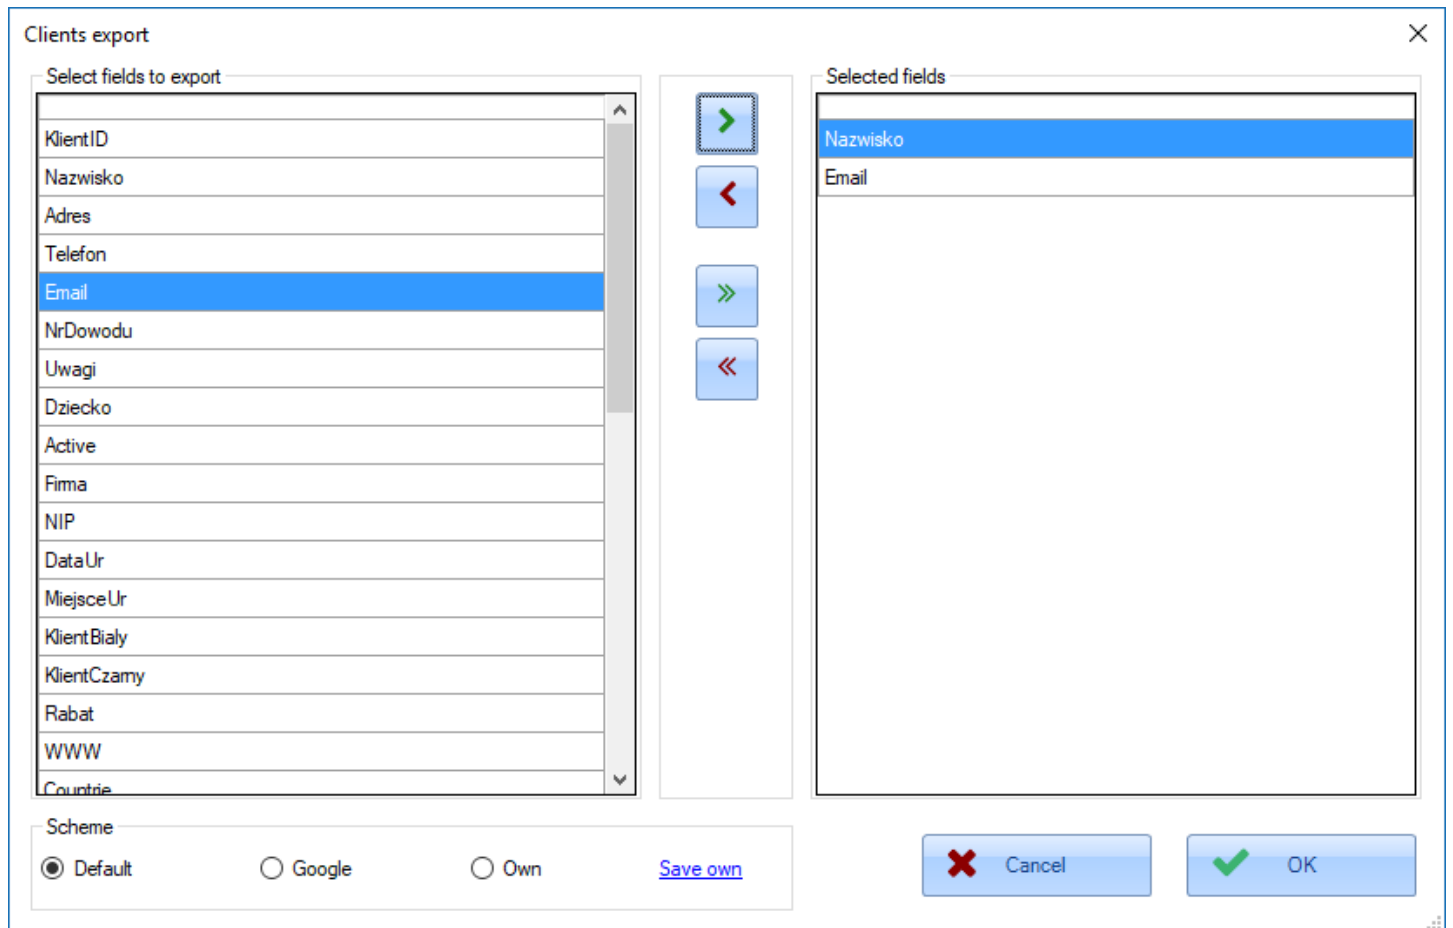 Clients export
Select fields to export
KlientID
Nazwisko
Adres
Telefon
Email
NrDowodu
Uwagi
Dziecko
Active
Firma
NIP
DataUr
MiejsceUr
KlientBialy
KlientCzarny
Rabat
WWW
Countrie
Selected fields
Nazwisko
Email
Scheme
Default Google Own Save own
Cancel OK